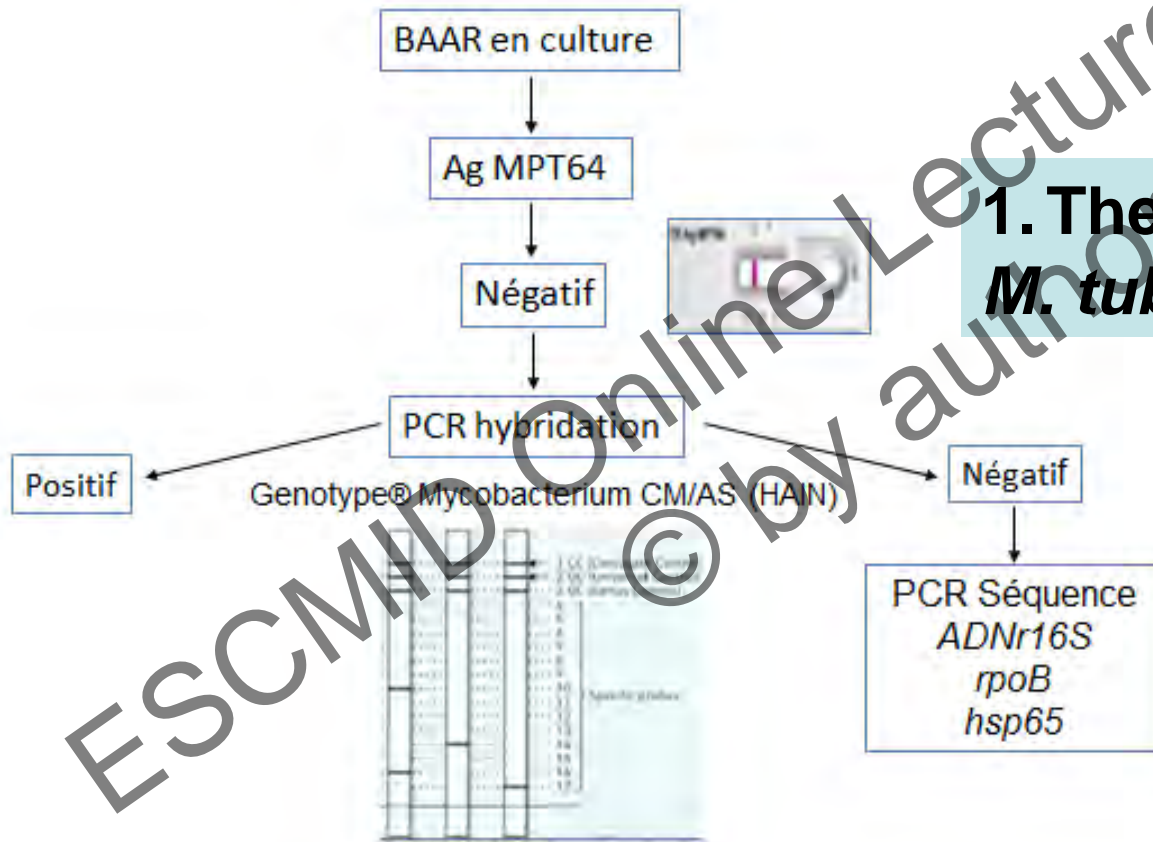 BAAR en culture
Ag MPT64
1. The
M. tub
Négatif
PCR hybridation
Positif
Négatif
Genotype® Mycobacterium CM/AS (HAIN)
PCR Séquence
ADNr16S
rpoB
hsp65
ESCMID Online Lecture
© by autho